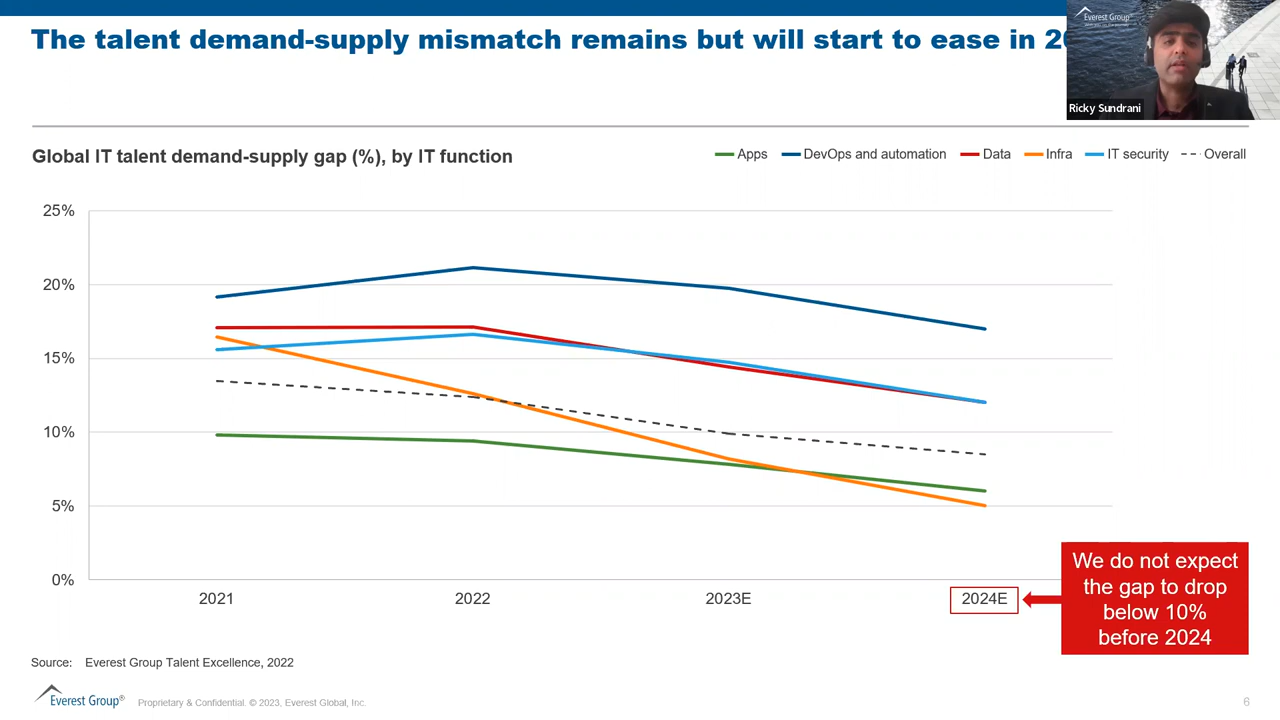 The talent demand-supply mismatch remains but will start to ease in
Everest Group
Ricky Sundrani
Global IT talent demand-supply gap (%), by IT function
Apps DevOps and automation Data Infra IT security Overall
25%
20%
15%
10%
5%
0%
2021 2022 2023E 2024E
We do not expect
the gap to drop
below 10%
before 2024
Source: Everest Group Talent Excellence, 2022
Everest Group® Proprietary & Confidential. © 2023, Everest Global, Inc.
6